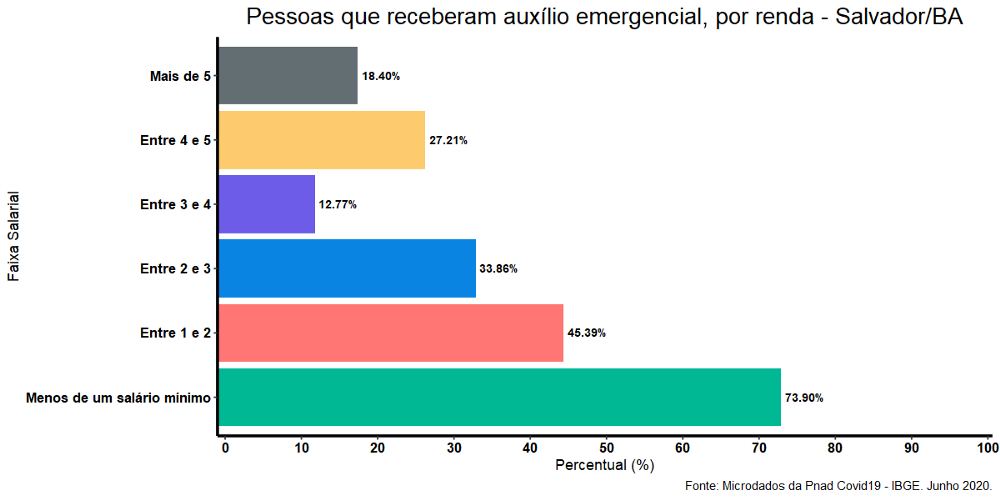 Pessoas que receberam auxílio emergencial, por renda - Salvador/BA
Faixa Salarial
Mais de 5
18.40%
Entre 4 e 5
27.21%
Entre 3 e 4
12.77%
Entre 2 e 3
33.86%
Entre 1 e 2
45.39%
Menos de um salário mínimo
73.90%
0 10 20 30 40 50 60 70 80 90 100
Percentual (%)
Fonte: Microdados da Pnad Covid19 - IBGE. Junho 2020.